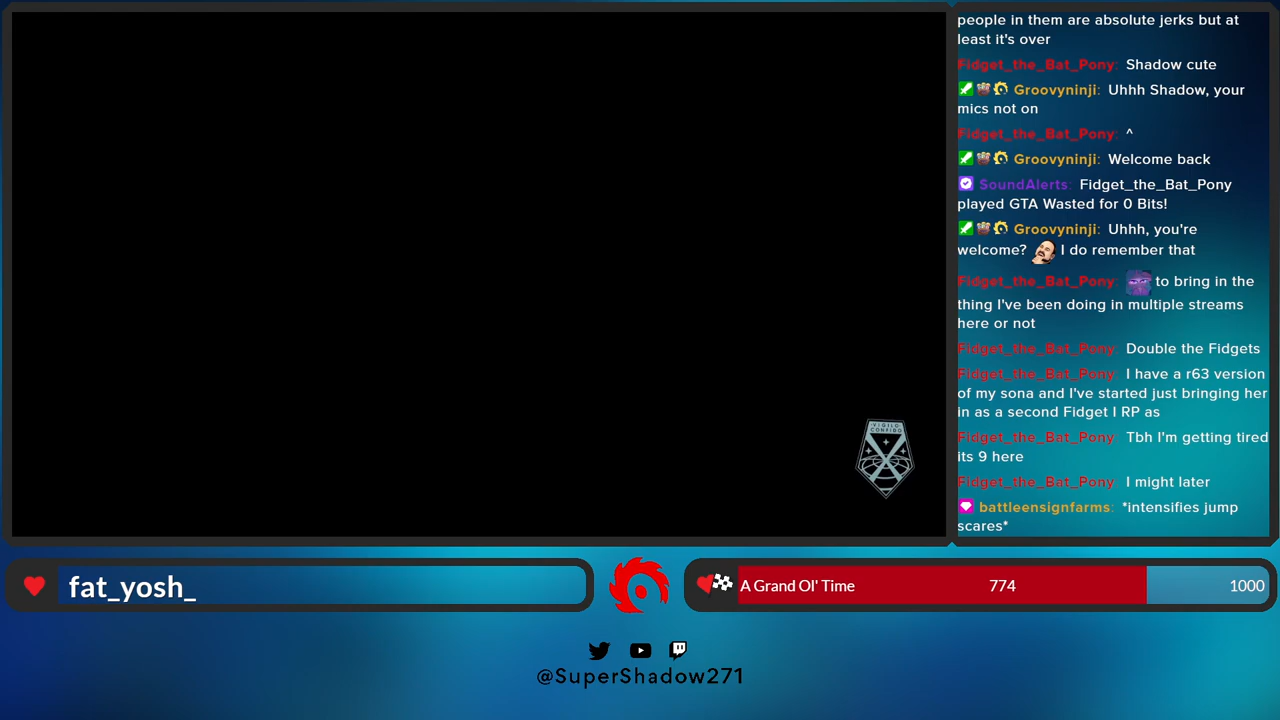 people in them are absolute jerks but at
least it's over
Fidget_the_Bat_Pony: Shadow cute
Groovyninji: Uhhh Shadow, your
mics not on
Fidget_the_Bat_Pony: ^
Groovyninji: Welcome back
SoundAlerts: Fidget_the_Bat_Pony
played GTA Wasted for 0 Bits!
Groovyninji: Uhhh, you're
welcome? I do remember that
Fidget_the_Bat_Pony: to bring in the
thing I've been doing in multiple streams
here or not
Fidget_the_Bat_Pony: Double the Fidgets
Fidget_the_Bat_Pony: I have a r63 version
of my sona and I've started just bringing her
in as a second Fidget I RP as
Fidget_the_Bat_Pony: Tbh I'm getting tired
its 9 here
Fidget_the_Bat_Pony: I might later
battleensignfarms: *intensifies jump
scares*
VIGILO
CONFIDO
fat_yosh_
A Grand Ol' Time 774 1000
@SuperShadow271